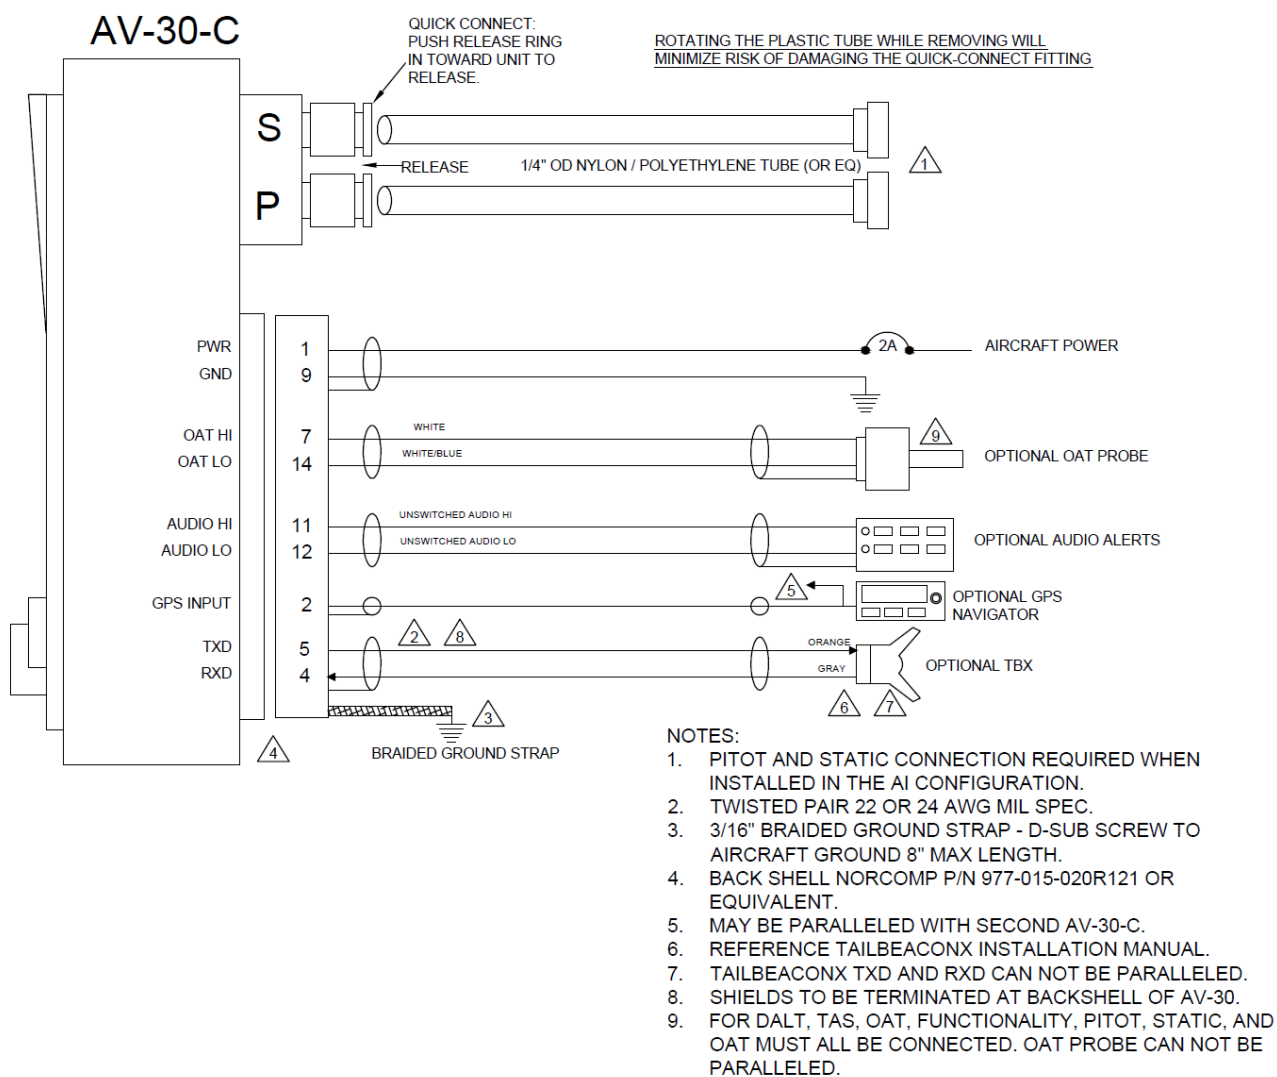 AV-30-C
QUICK CONNECT:
PUSH RELEASE RING
IN TOWARD UNIT TO
RELEASE.
ROTATING THE PLASTIC TUBE WHILE REMOVING WILL
MINIMIZE RISK OF DAMAGING THE QUICK-CONNECT FITTING
S
RELEASE
1/4" OD NYLON / POLYETHYLENE TUBE (OR EQ)
1
P
PWR 1 2A AIRCRAFT POWER
GND 9
OAT HI 7 WHITE 9
OAT LO 14 WHITE/BLUE OPTIONAL OAT PROBE
AUDIO HI 11 UNSWITCHED AUDIO HI
AUDIO LO 12 UNSWITCHED AUDIO LO OPTIONAL AUDIO ALERTS
5
GPS INPUT 2 OPTIONAL GPS
NAVIGATOR
2 8
TXD 5 ORANGE
RXD 4 GRAY OPTIONAL TBX
6 7
3
4
BRAIDED GROUND STRAP
NOTES:
1. PITOT AND STATIC CONNECTION REQUIRED WHEN
INSTALLED IN THE AI CONFIGURATION.
2. TWISTED PAIR 22 OR 24 AWG MIL SPEC.
3. 3/16" BRAIDED GROUND STRAP - D-SUB SCREW TO
AIRCRAFT GROUND 8" MAX LENGTH.
4. BACK SHELL NORCOMP P/N 977-015-020R121 OR
EQUIVALENT.
5. MAY BE PARALLELED WITH SECOND AV-30-C.
6. REFERENCE TAILBEACONX INSTALLATION MANUAL.
7. TAILBEACONX TXD AND RXD CAN NOT BE PARALLELED.
8. SHIELDS TO BE TERMINATED AT BACKSHELL OF AV-30.
9. FOR DALT, TAS, OAT, FUNCTIONALITY, PITOT, STATIC, AND
OAT MUST ALL BE CONNECTED. OAT PROBE CAN NOT BE
PARALLELED.